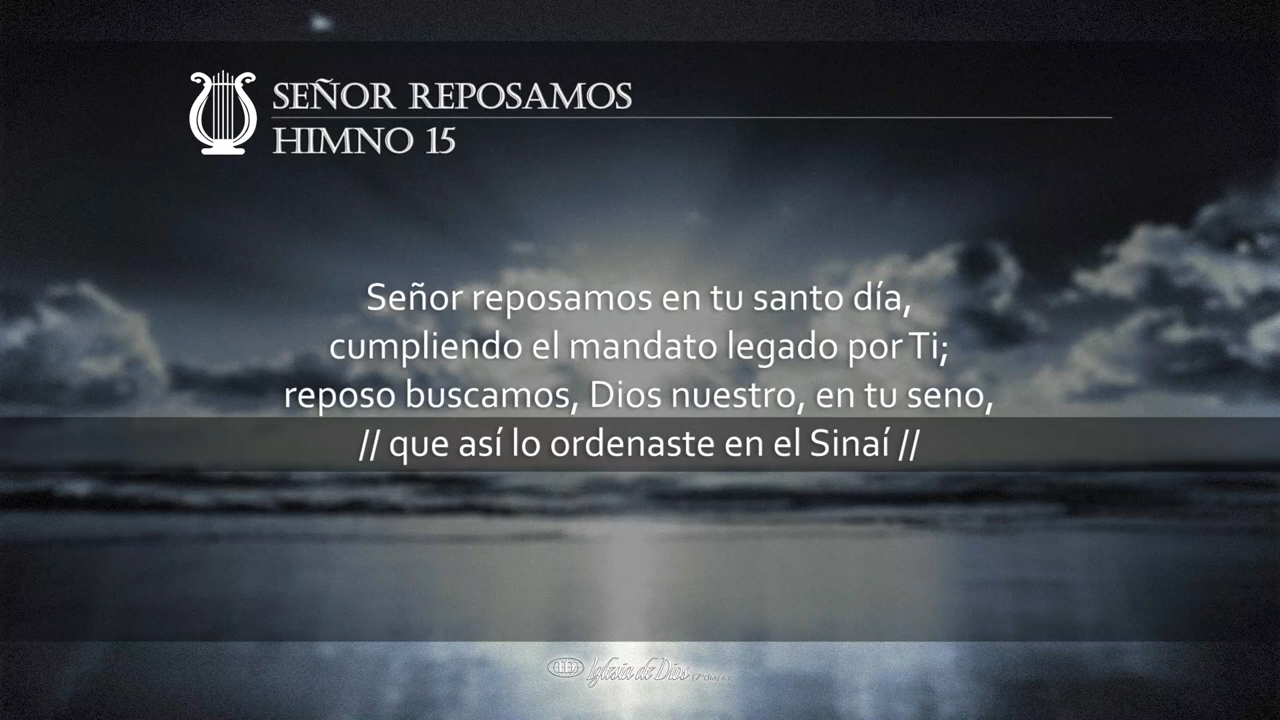 SEÑOR REPOSAMOS
HIMNO 15
Señor reposamos en tu santo día,
cumpliendo el mandato legado por Ti;
reposo buscamos, Dios nuestro, en tu seno,
// que así lo ordenaste en el Sinaí //
Iglesia de Dios